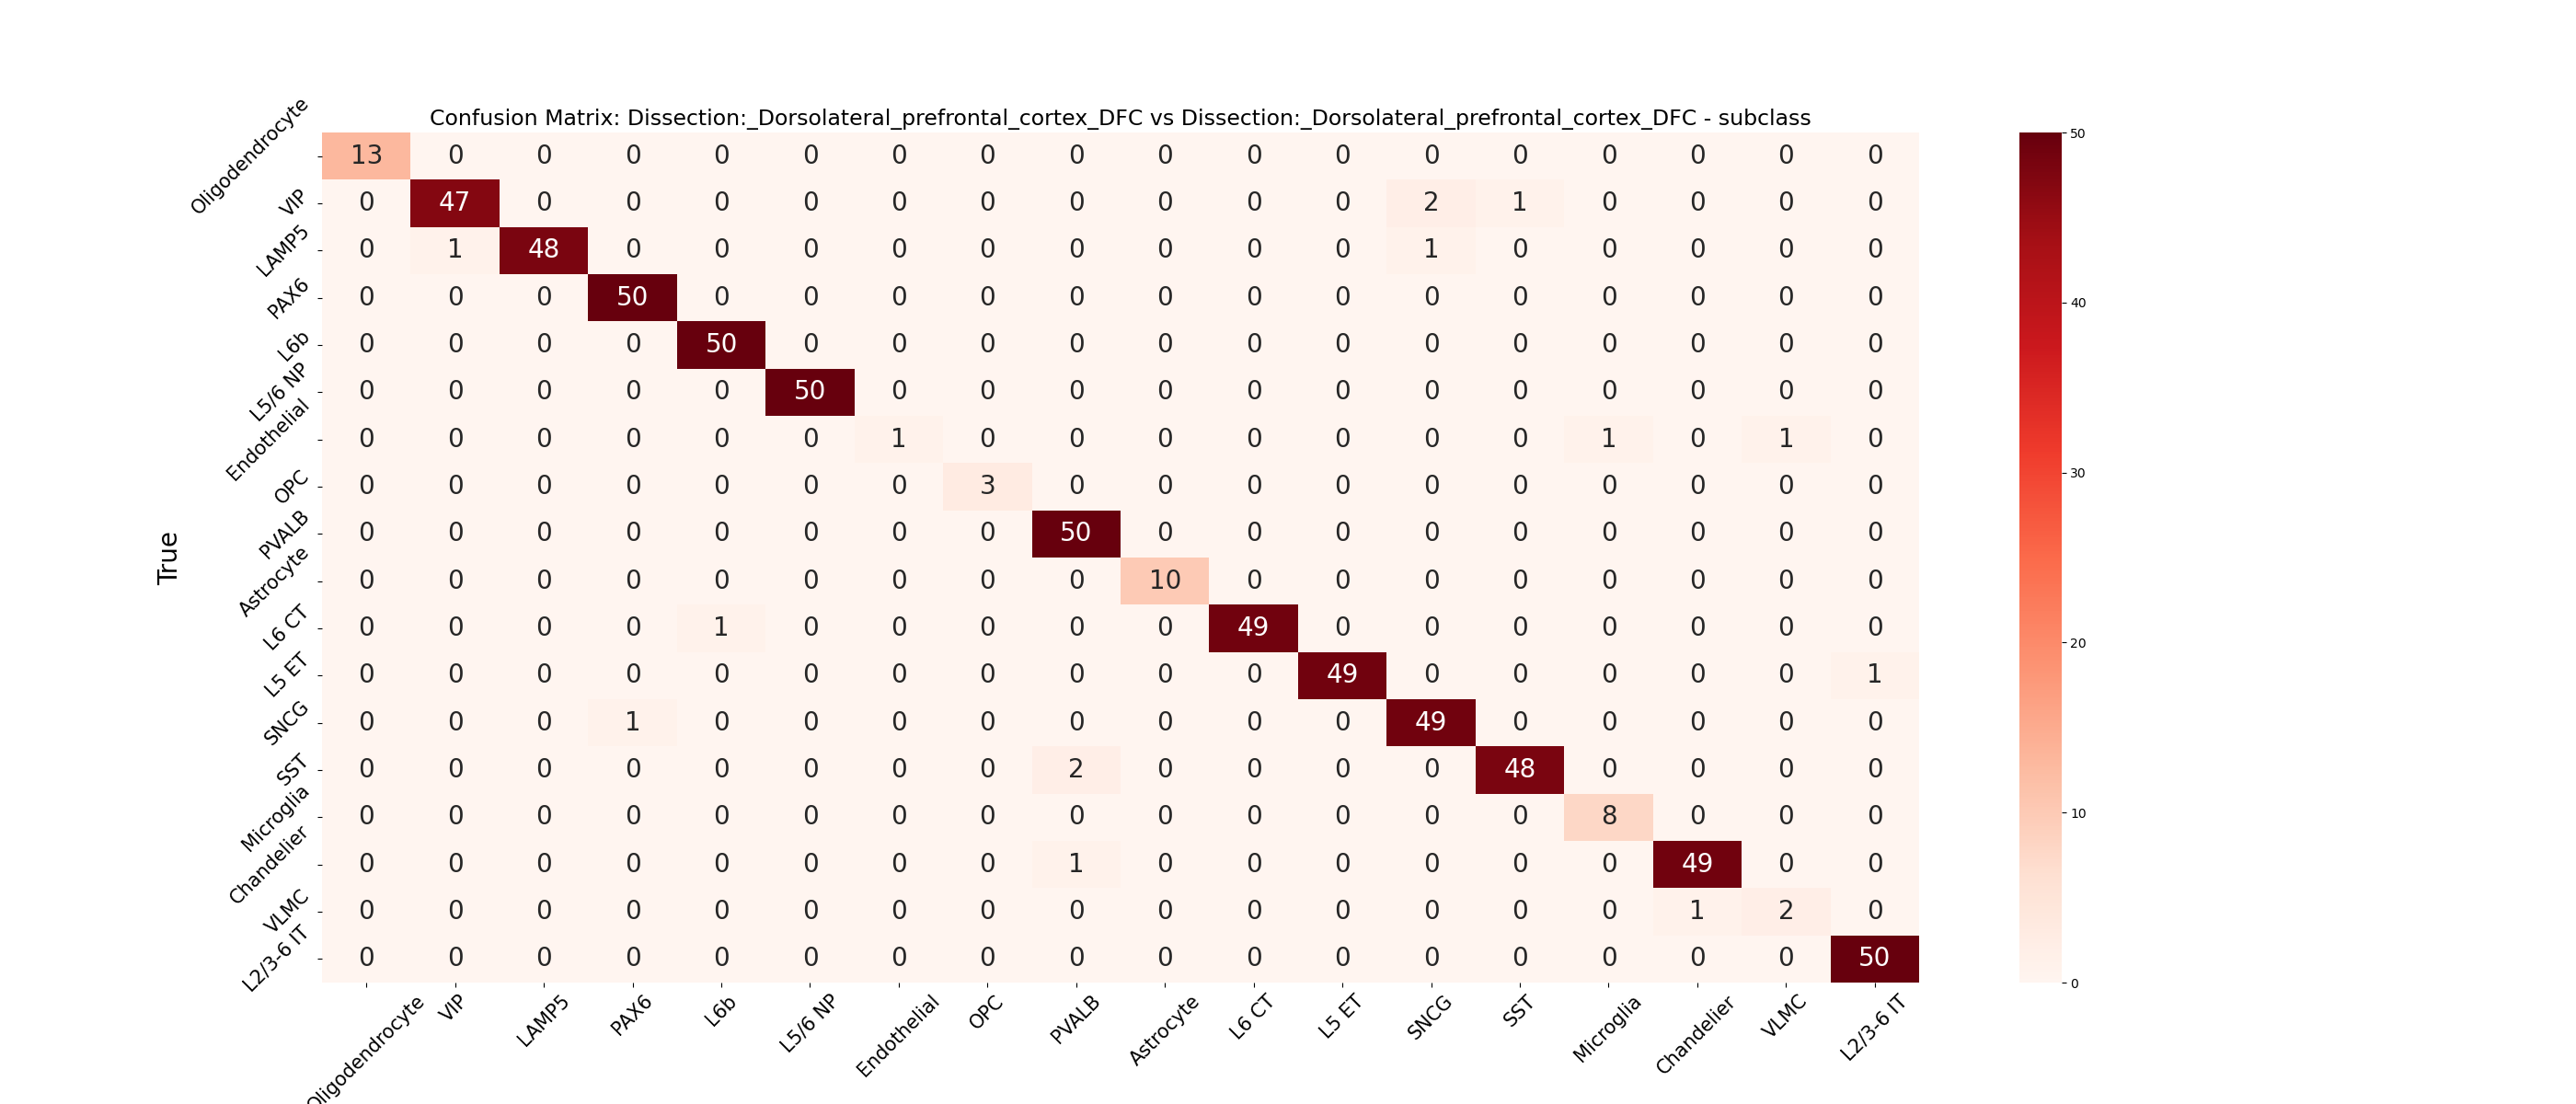 Confusion Matrix: Dissection:_Dorsolateral_prefrontal_cortex_DFC vs Dissection:_Dorsolateral_prefrontal_cortex_DFC - subclass
True
Oligodendrocyte 13 0 0 0 0 0 0 0 0 0 0 0 0 0 0 0 0 0
VIP 0 47 0 0 0 0 0 0 0 0 0 0 2 1 0 0 0 0
LAMP5 0 1 48 0 0 0 0 0 0 0 0 0 1 0 0 0 0 0
PAX6 0 0 0 50 0 0 0 0 0 0 0 0 0 0 0 0 0 0
L6b 0 0 0 0 50 0 0 0 0 0 0 0 0 0 0 0 0 0
L5/6 NP 0 0 0 0 0 50 0 0 0 0 0 0 0 0 0 0 0 0
Endothelial 0 0 0 0 0 0 1 0 0 0 0 0 0 0 1 0 1 0
OPC 0 0 0 0 0 0 0 3 0 0 0 0 0 0 0 0 0 0
PVALB 0 0 0 0 0 0 0 0 50 0 0 0 0 0 0 0 0 0
Astrocyte 0 0 0 0 0 0 0 0 0 10 0 0 0 0 0 0 0 0
L6 CT 0 0 0 0 1 0 0 0 0 0 49 0 0 0 0 0 0 0
L5 ET 0 0 0 0 0 0 0 0 0 0 0 49 0 0 0 0 0 1
SNCG 0 0 0 1 0 0 0 0 0 0 0 0 49 0 0 0 0 0
SST 0 0 0 0 0 0 0 0 2 0 0 0 0 48 0 0 0 0
Microglia 0 0 0 0 0 0 0 0 0 0 0 0 0 0 8 0 0 0
Chandelier 0 0 0 0 0 0 0 0 1 0 0 0 0 0 0 49 0 0
VLMC 0 0 0 0 0 0 0 0 0 0 0 0 0 0 0 1 2 0
L2/3-6 IT 0 0 0 0 0 0 0 0 0 0 0 0 0 0 0 0 0 50
Oligodendrocyte VIP LAMP5 PAX6 L6b L5/6 NP Endothelial OPC PVALB Astrocyte L6 CT L5 ET SNCG SST Microglia Chandelier VLMC L2/3-6 IT
50
40
30
20
10
0